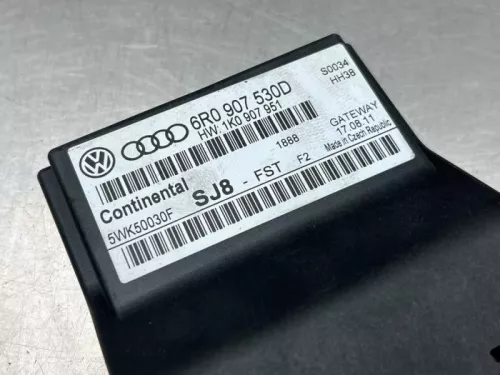 6R0 907 530D
HW: 1K0 907 951
S0034
HH38
1888
GATEWAY
17.08.11
Continental
SJ8 - FST F2
Made in Czech Republic
5WK50030F